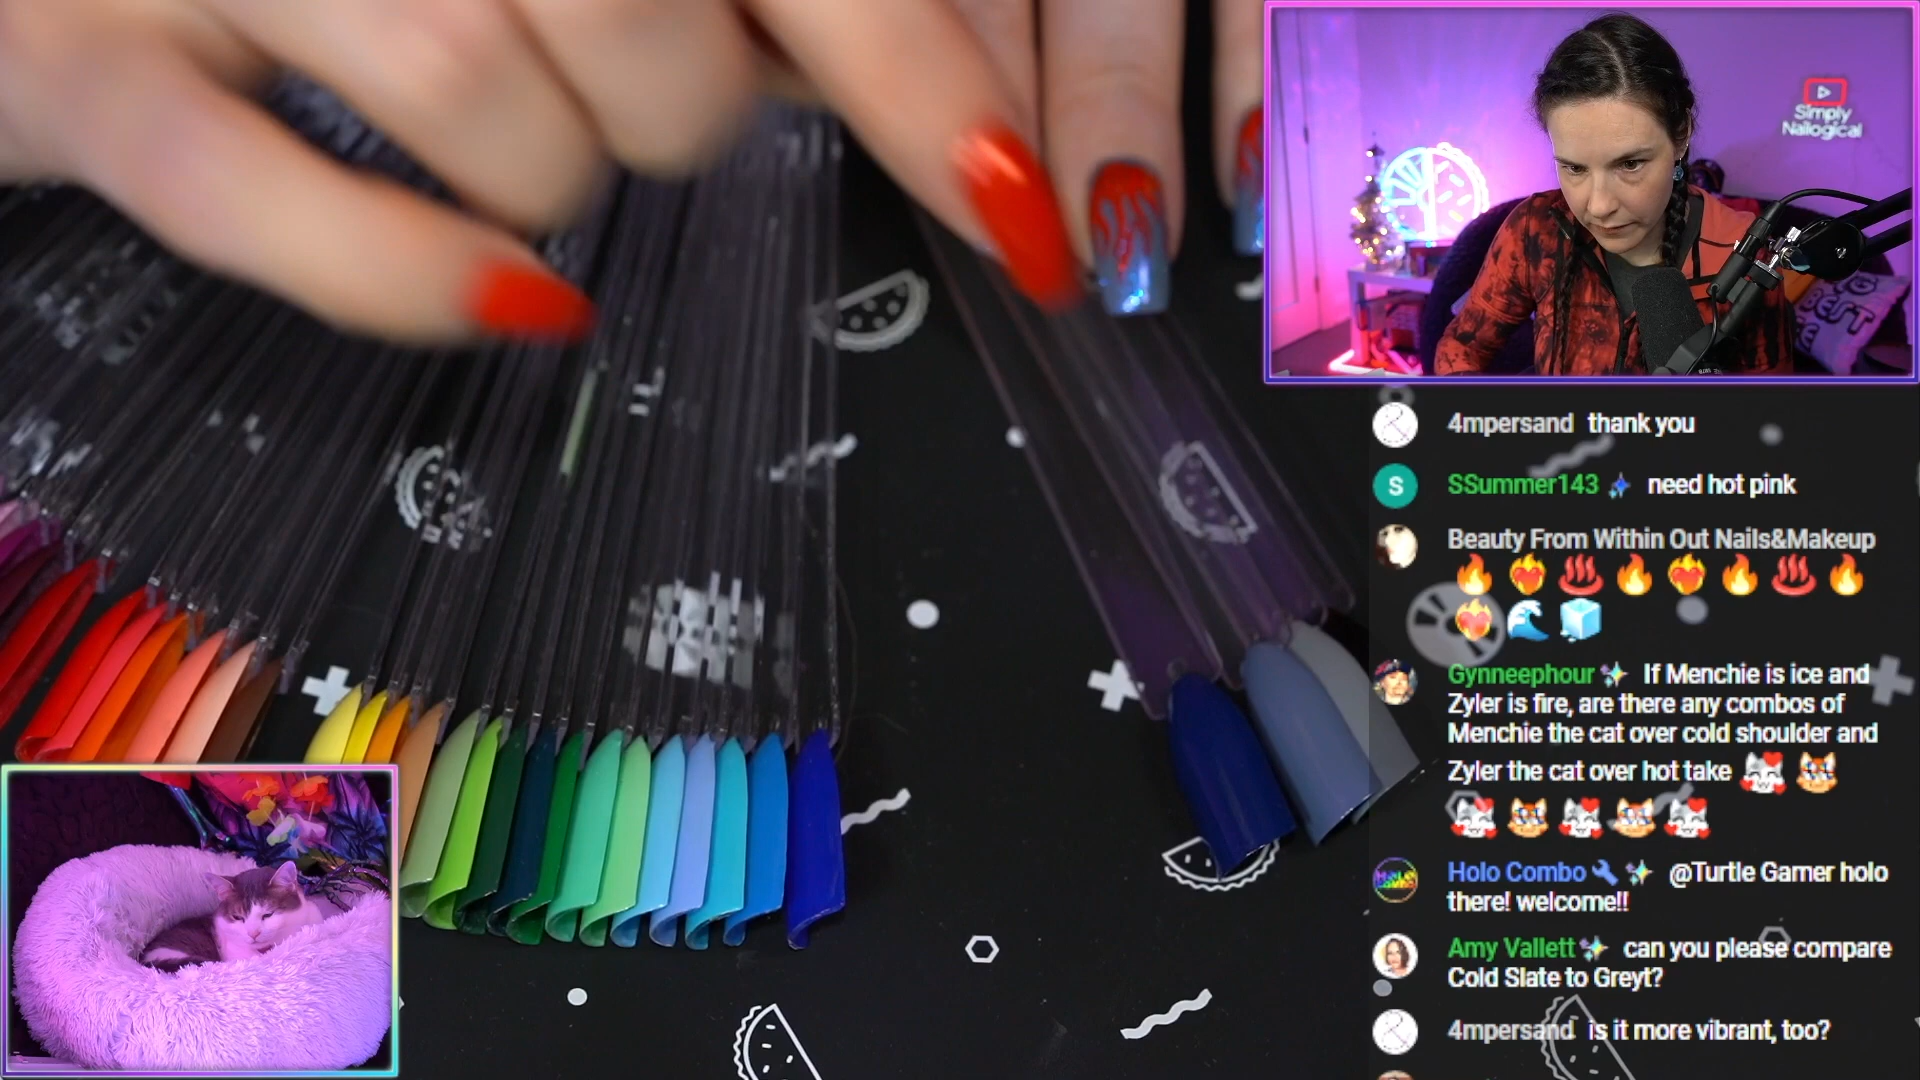 Simply
Nailogical
4mpersand thank you
S
SSummer143 need hot pink
Beauty From Within Out Nails&Makeup
Gynneephour If Menchie is ice and
Zyler is fire, are there any combos of
Menchie the cat over cold shoulder and
Zyler the cat over hot take
Holo Combo @Turtle Gamer holo
there! welcome!!
Amy Vallett can you please compare
Cold Slate to Greyt?
4mpersand is it more vibrant, too?